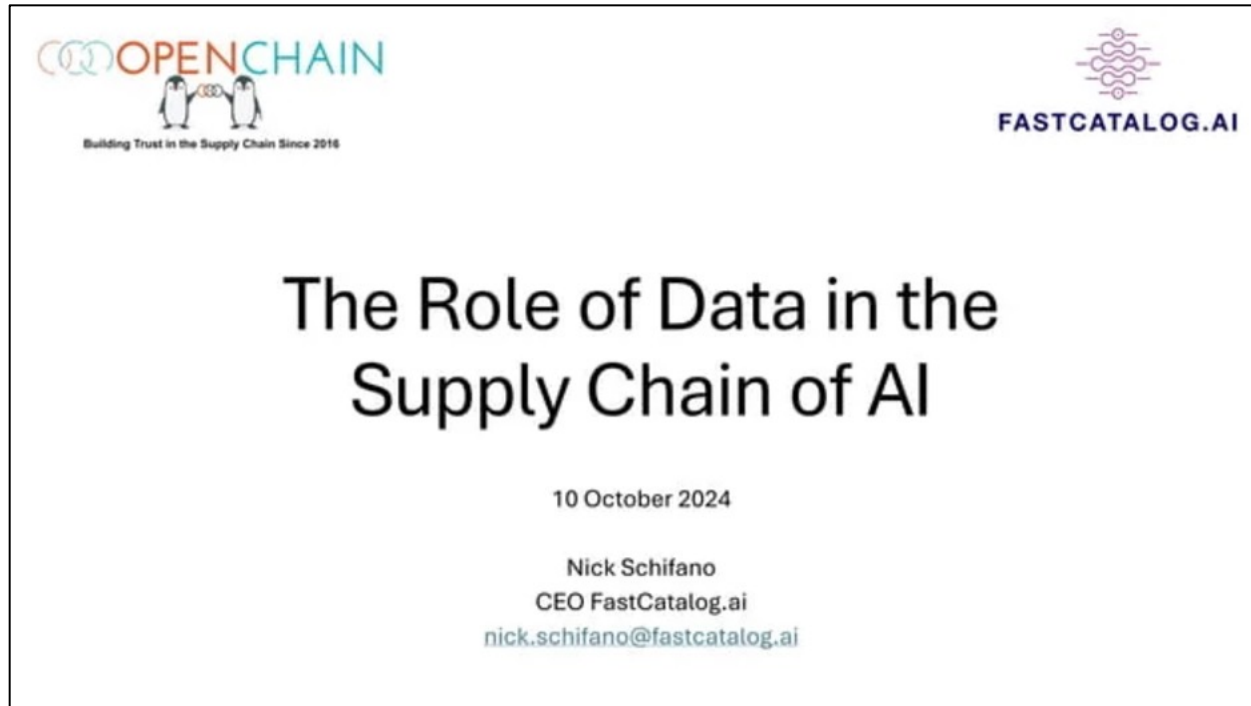 OPENCHAIN
Building Trust in the Supply Chain Since 2016
FASTCATALOG.AI
The Role of Data in the
Supply Chain of AI
10 October 2024
Nick Schifano
CEO FastCatalog.ai
nick.schifano@fastcatalog.ai